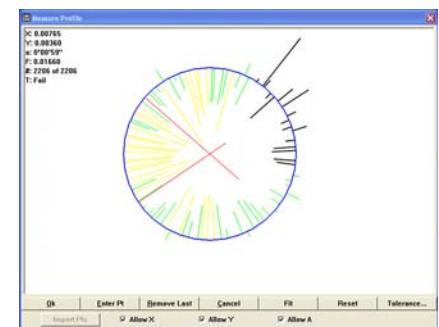 Measure Profile
X: 0.00765
Y: 0.00360
a: 0°00'59"
F: 0.01660
#: 2206 of 2206
T: Fail
Ok Enter Pt Remove Last Cancel Fit Reset Tolerance...
Import Pts Allow X Allow Y Allow A